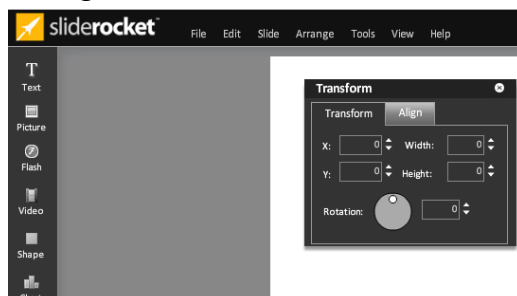 sliderocket
File Edit Slide Arrange Tools View Help
T
Text
Picture
Flash
Video
Shape
Transform
Transform Align
X: 0 Width: 0
Y: 0 Height: 0
Rotation: 0